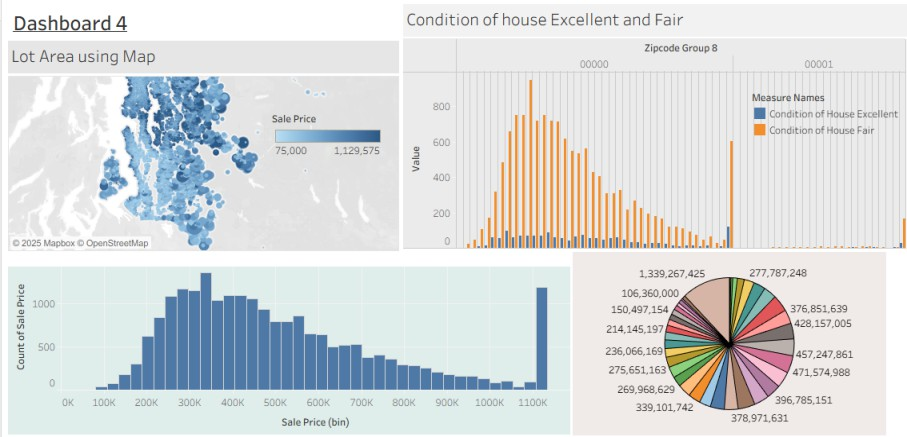 Dashboard 4
Lot Area using Map
Sale Price
75,000 1,129,575
© 2025 Mapbox © OpenStreetMap
Condition of house Excellent and Fair
Zipcode Group 8
00000 00001
Measure Names
Condition of House Excellent
Condition of House Fair
Value
800
600
400
200
0
Count of Sale Price
1000
500
0
0K 100K 200K 300K 400K 500K 600K 700K 800K 900K 1000K 1100K
Sale Price (bin)
1,339,267,425 277,787,248
106,360,000 376,851,639
150,497,154 428,157,005
214,145,197
236,066,169 457,247,861
275,651,163 471,574,988
269,968,629 396,785,151
339,101,742 378,971,631